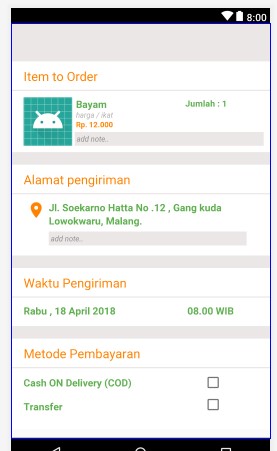 8:00
Item to Order
Bayam
Jumlah : 1
harga / ikat
Rp. 12.000
add note..
Alamat pengiriman
Jl. Soekarno Hatta No .12 , Gang kuda
Lowokwaru, Malang.
add note..
Waktu Pengiriman
Rabu , 18 April 2018
08.00 WIB
Metode Pembayaran
Cash ON Delivery (COD)
Transfer